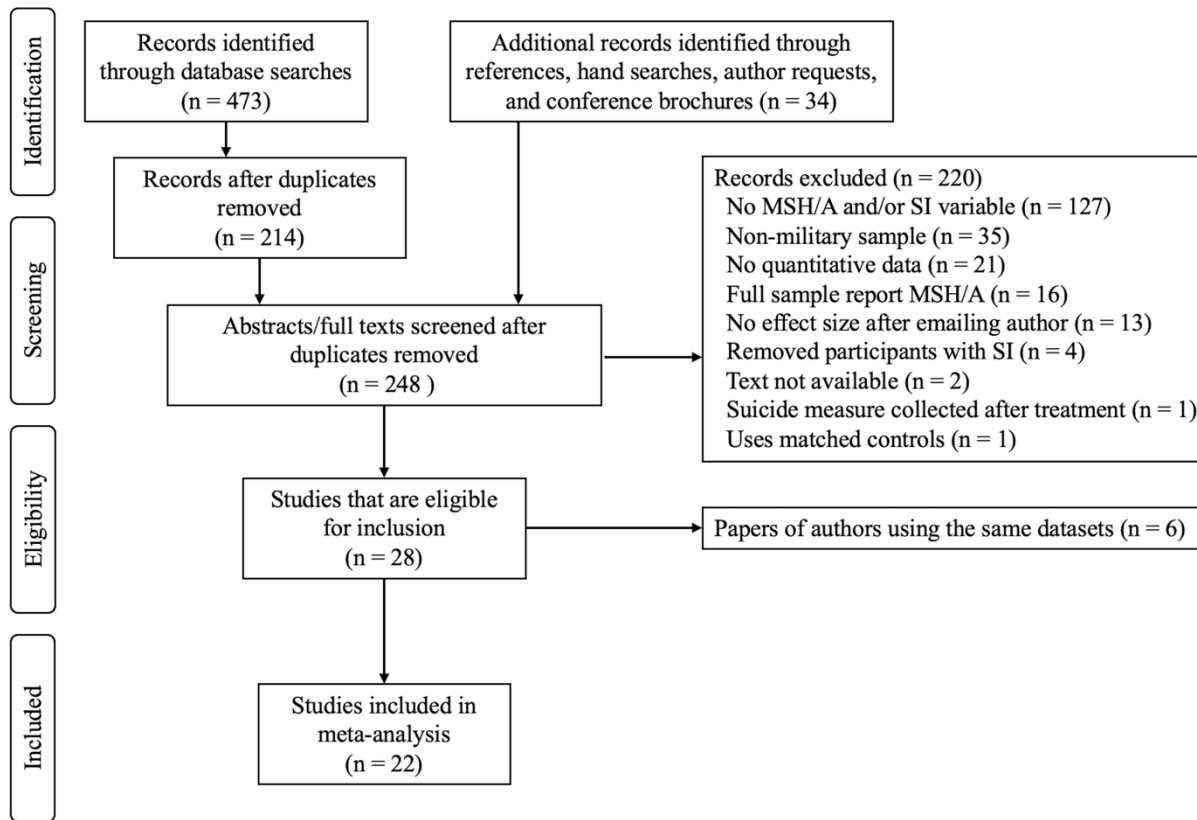 Identification
Records identified
through database searches
(n = 473)
Additional records identified through
references, hand searches, author requests,
and conference brochures (n = 34)
Records after duplicates
removed
(n = 214)
Screening
Abstracts/full texts screened after
duplicates removed
(n = 248 )
Records excluded (n = 220)
No MSH/A and/or SI variable (n = 127)
Non-military sample (n = 35)
No quantitative data (n = 21)
Full sample report MSH/A (n = 16)
No effect size after emailing author (n = 13)
Removed participants with SI (n = 4)
Text not available (n = 2)
Suicide measure collected after treatment (n = 1)
Uses matched controls (n = 1)
Eligibility
Studies that are eligible
for inclusion
(n = 28)
Papers of authors using the same datasets (n = 6)
Included
Studies included in
meta-analysis
(n = 22)